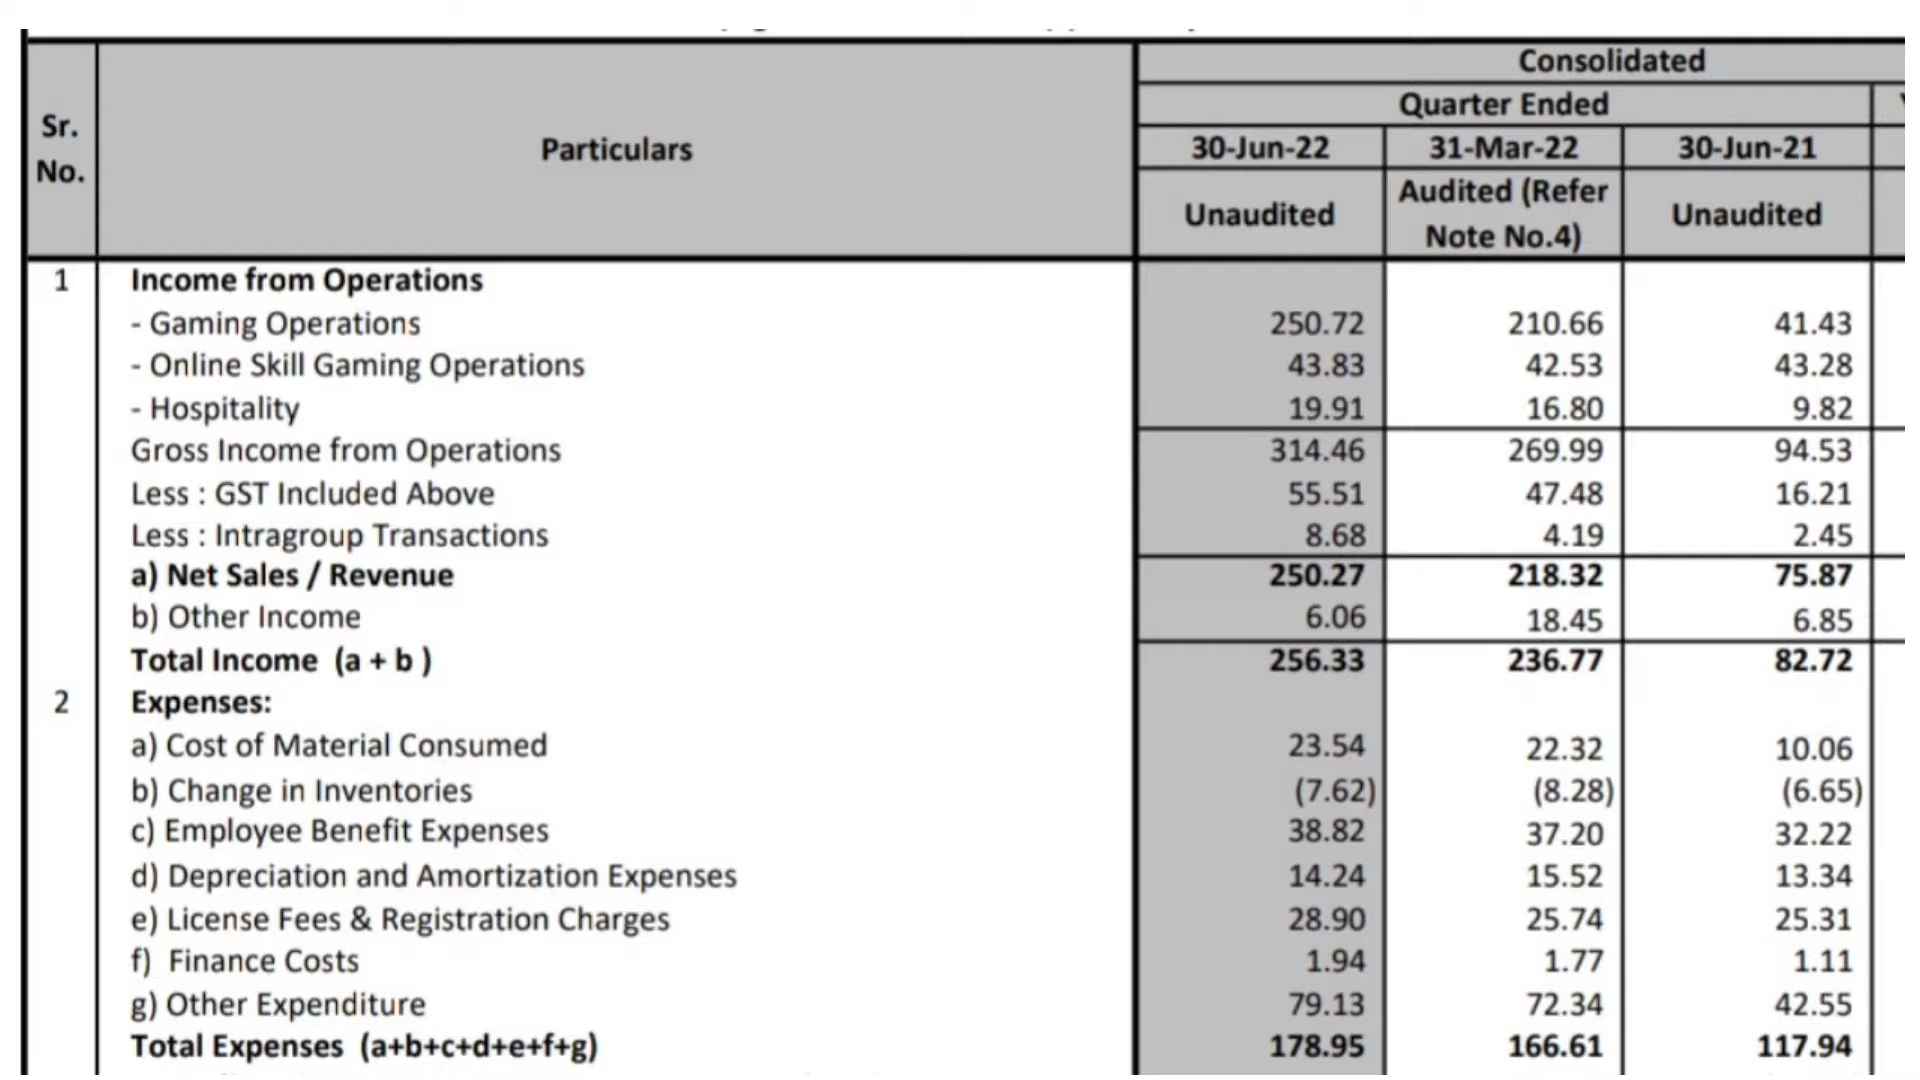 Consolidated
Quarter Ended
Sr. No. Particulars 30-Jun-22 31-Mar-22 30-Jun-21
Unaudited Audited (Refer Note No.4) Unaudited
1 Income from Operations
- Gaming Operations 250.72 210.66 41.43
- Online Skill Gaming Operations 43.83 42.53 43.28
- Hospitality 19.91 16.80 9.82
Gross Income from Operations 314.46 269.99 94.53
Less : GST Included Above 55.51 47.48 16.21
Less : Intragroup Transactions 8.68 4.19 2.45
a) Net Sales / Revenue 250.27 218.32 75.87
b) Other Income 6.06 18.45 6.85
Total Income (a + b ) 256.33 236.77 82.72
2 Expenses:
a) Cost of Material Consumed 23.54 22.32 10.06
b) Change in Inventories (7.62) (8.28) (6.65)
c) Employee Benefit Expenses 38.82 37.20 32.22
d) Depreciation and Amortization Expenses 14.24 15.52 13.34
e) License Fees & Registration Charges 28.90 25.74 25.31
f) Finance Costs 1.94 1.77 1.11
g) Other Expenditure 79.13 72.34 42.55
Total Expenses (a+b+c+d+e+f+g) 178.95 166.61 117.94